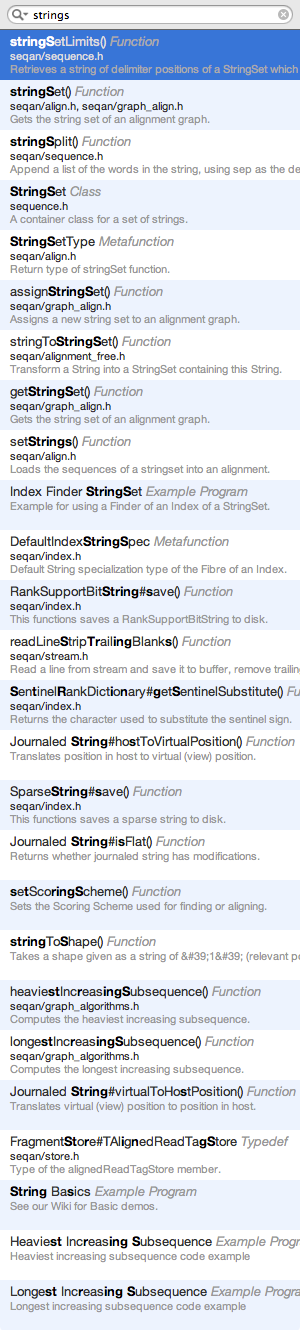 strings
stringSetLimits() Function
seqan/sequence.h
Retrieves a string of delimiter positions of a StringSet which
stringSet() Function
seqan/align.h, seqan/graph_align.h
Gets the string set of an alignment graph.
stringSplit() Function
seqan/sequence.h
Append a list of the words in the string, using sep as the de
StringSet Class
sequence.h
A container class for a set of strings.
StringSetType Metafunction
seqan/align.h
Return type of stringSet function.
assignStringSet() Function
seqan/graph_align.h
Assigns a new string set to an alignment graph.
stringToStringSet() Function
seqan/alignment_free.h
Transform a String into a StringSet containing this String.
getStringSet() Function
seqan/graph_align.h
Gets the string set of an alignment graph.
setStrings() Function
seqan/align.h
Loads the sequences of a stringset into an alignment.
Index Finder StringSet Example Program
Example for using a Finder of an Index of a StringSet.
DefaultIndexStringSpec Metafunction
seqan/index.h
Default String specialization type of the Fibre of an Index.
RankSupportBitString#save() Function
seqan/index.h
This functions saves a RankSupportBitString to disk.
readLineStripTrailingBlanks() Function
seqan/stream.h
Read a line from stream and save it to buffer, remove trailin
SentinelRankDictionary#getSentinelSubstitute() Fu
seqan/index.h
Returns the character used to substitute the sentinel sign.
Journaled String#hostToVirtualPosition() Function
Translates position in host to virtual (view) position.
SparseString#save() Function
seqan/index.h
This functions saves a sparse string to disk.
Journaled String#isFlat() Function
Returns whether journaled string has modifications.
setScoringScheme() Function
Sets the Scoring Scheme used for finding or aligning.
stringToShape() Function
Takes a shape given as a string of &#39;1&#39; (relevant po
heaviestIncreasingSubsequence() Function
seqan/graph_algorithms.h
Computes the heaviest increasing subsequence.
longestIncreasingSubsequence() Function
seqan/graph_algorithms.h
Computes the longest increasing subsequence.
Journaled String#virtualToHostPosition() Function
Translates virtual (view) position to position in host.
FragmentStore#TAlignedReadTagStore Typedef
seqan/store.h
Type of the alignedReadTagStore member.
String Basics Example Program
See our Wiki for Basic demos.
Heaviest Increasing Subsequence Example Progr
Heaviest increasing subsequence code example
Longest Increasing Subsequence Example Progra
Longest increasing subsequence code example